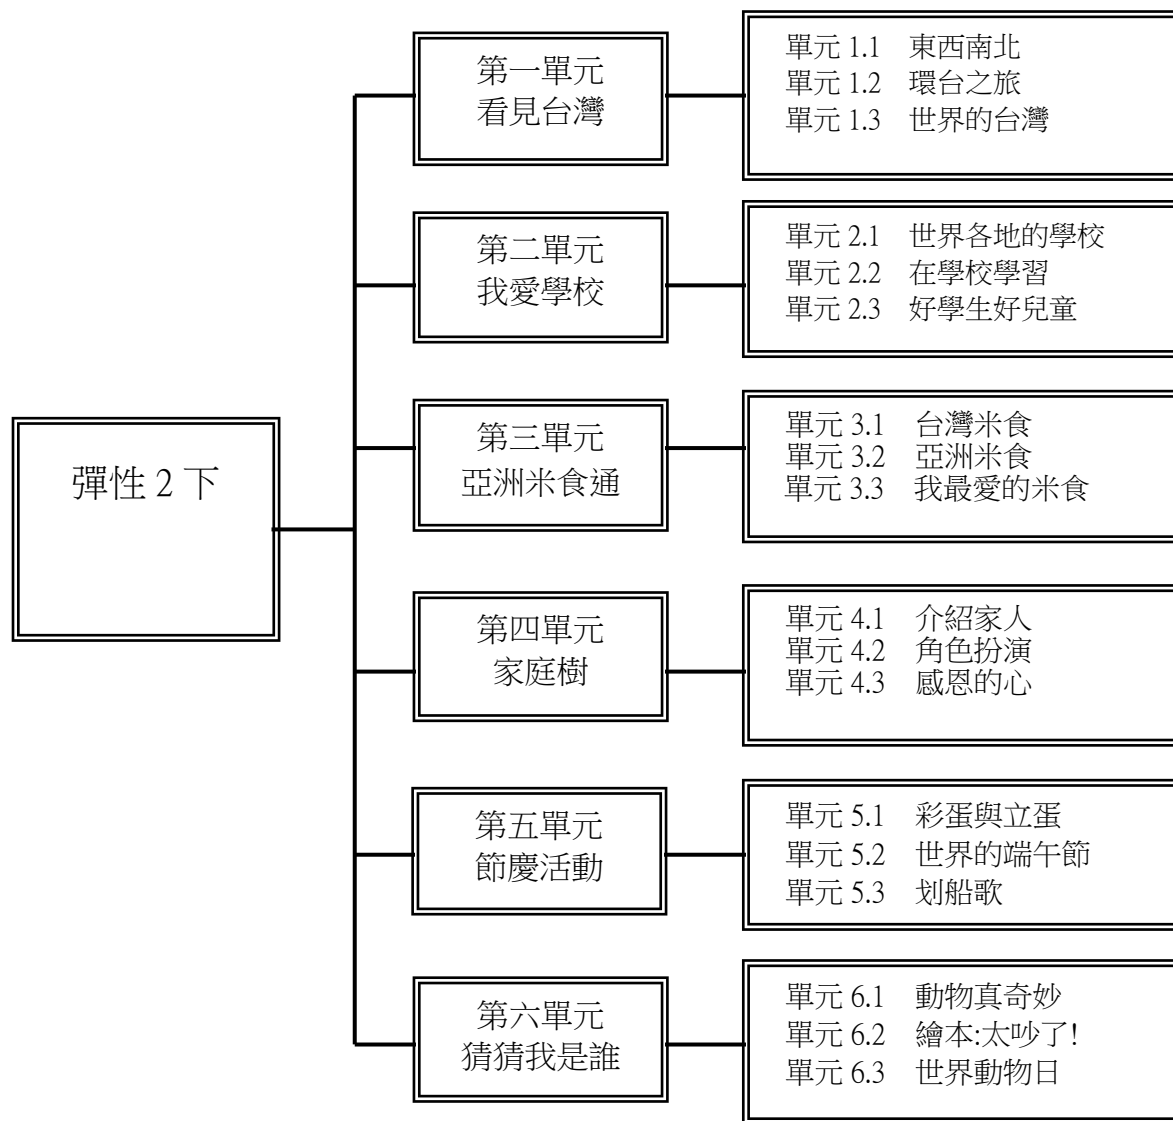 彈性 2 下
第一單元
看見台灣
單元 1.1 東西南北
單元 1.2 環台之旅
單元 1.3 世界的台灣
第二單元
我愛學校
單元 2.1 世界各地的學校
單元 2.2 在學校學習
單元 2.3 好學生好兒童
第三單元
亞洲米食通
單元 3.1 台灣米食
單元 3.2 亞洲米食
單元 3.3 我最愛的米食
第四單元
家庭樹
單元 4.1 介紹家人
單元 4.2 角色扮演
單元 4.3 感恩的心
第五單元
節慶活動
單元 5.1 彩蛋與立蛋
單元 5.2 世界的端午節
單元 5.3 划船歌
第六單元
猜猜我是誰
單元 6.1 動物真奇妙
單元 6.2 繪本:太吵了!
單元 6.3 世界動物日